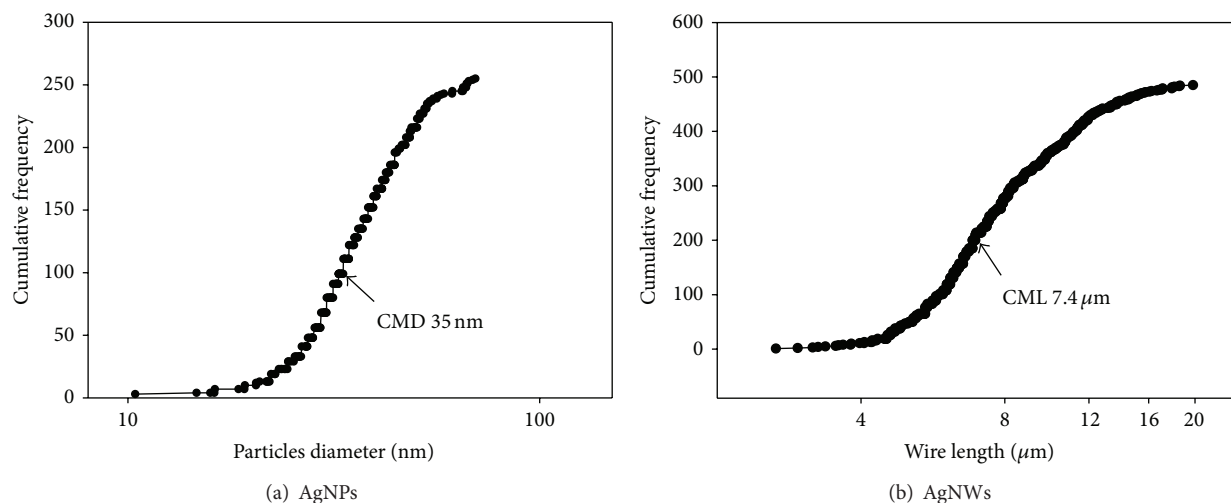 300
250
200
150
100
50
0
Cumulative frequency
CMD 35 nm
10
100
Particles diameter (nm)
(a) AgNPs
600
500
400
300
200
100
0
Cumulative frequency
CML 7.4 μm
4
8
12
16
20
Wire length (μm)
(b) AgNWs